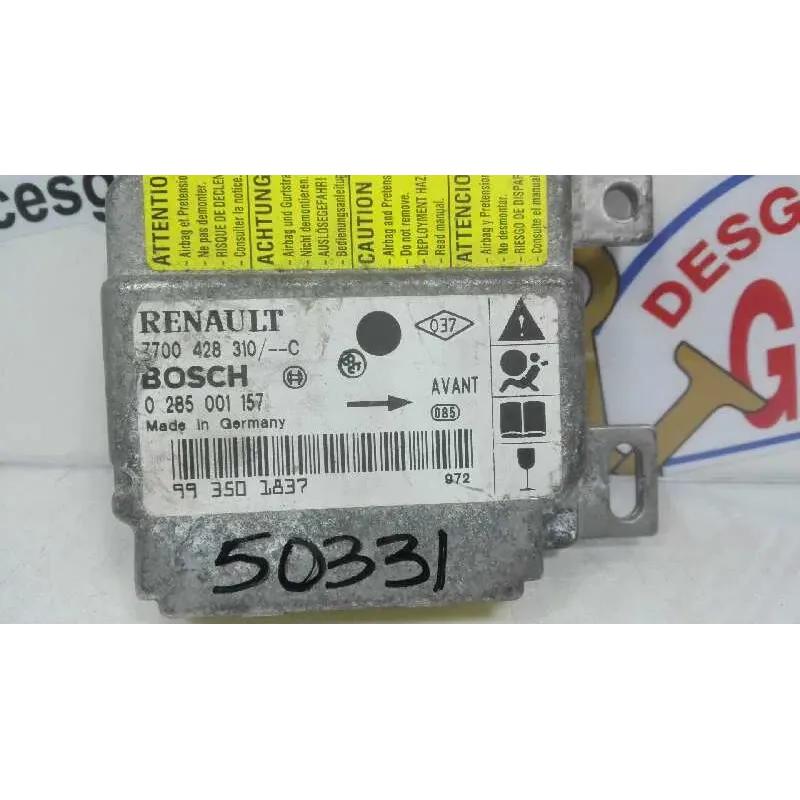 cesg
DESG
G
ATTENTIO
- Airbag et Pretensio
- Ne pas demonter.
- RISQUE DE DECLEN
- Consulter la notice.
ACHTUNG
- Airbag und Gurtstra
- Nicht demontieren.
- AUSLÖSEGEFAHR!
- Bedienungsanleitu
CAUTION
- Airbag and Pretens
- Do not remove.
- DEPLOYMENT HAZ
- Read manual.
ATTENCIO
- Airbag y Pretensio
- No desmontar.
- RIESGO DE DISPAR
- Consulte el manual
RENAULT
7700 428 310/--C
BOSCH
0 285 001 157
Made in Germany
037
AVANT
085
99 350 1837
972
50331